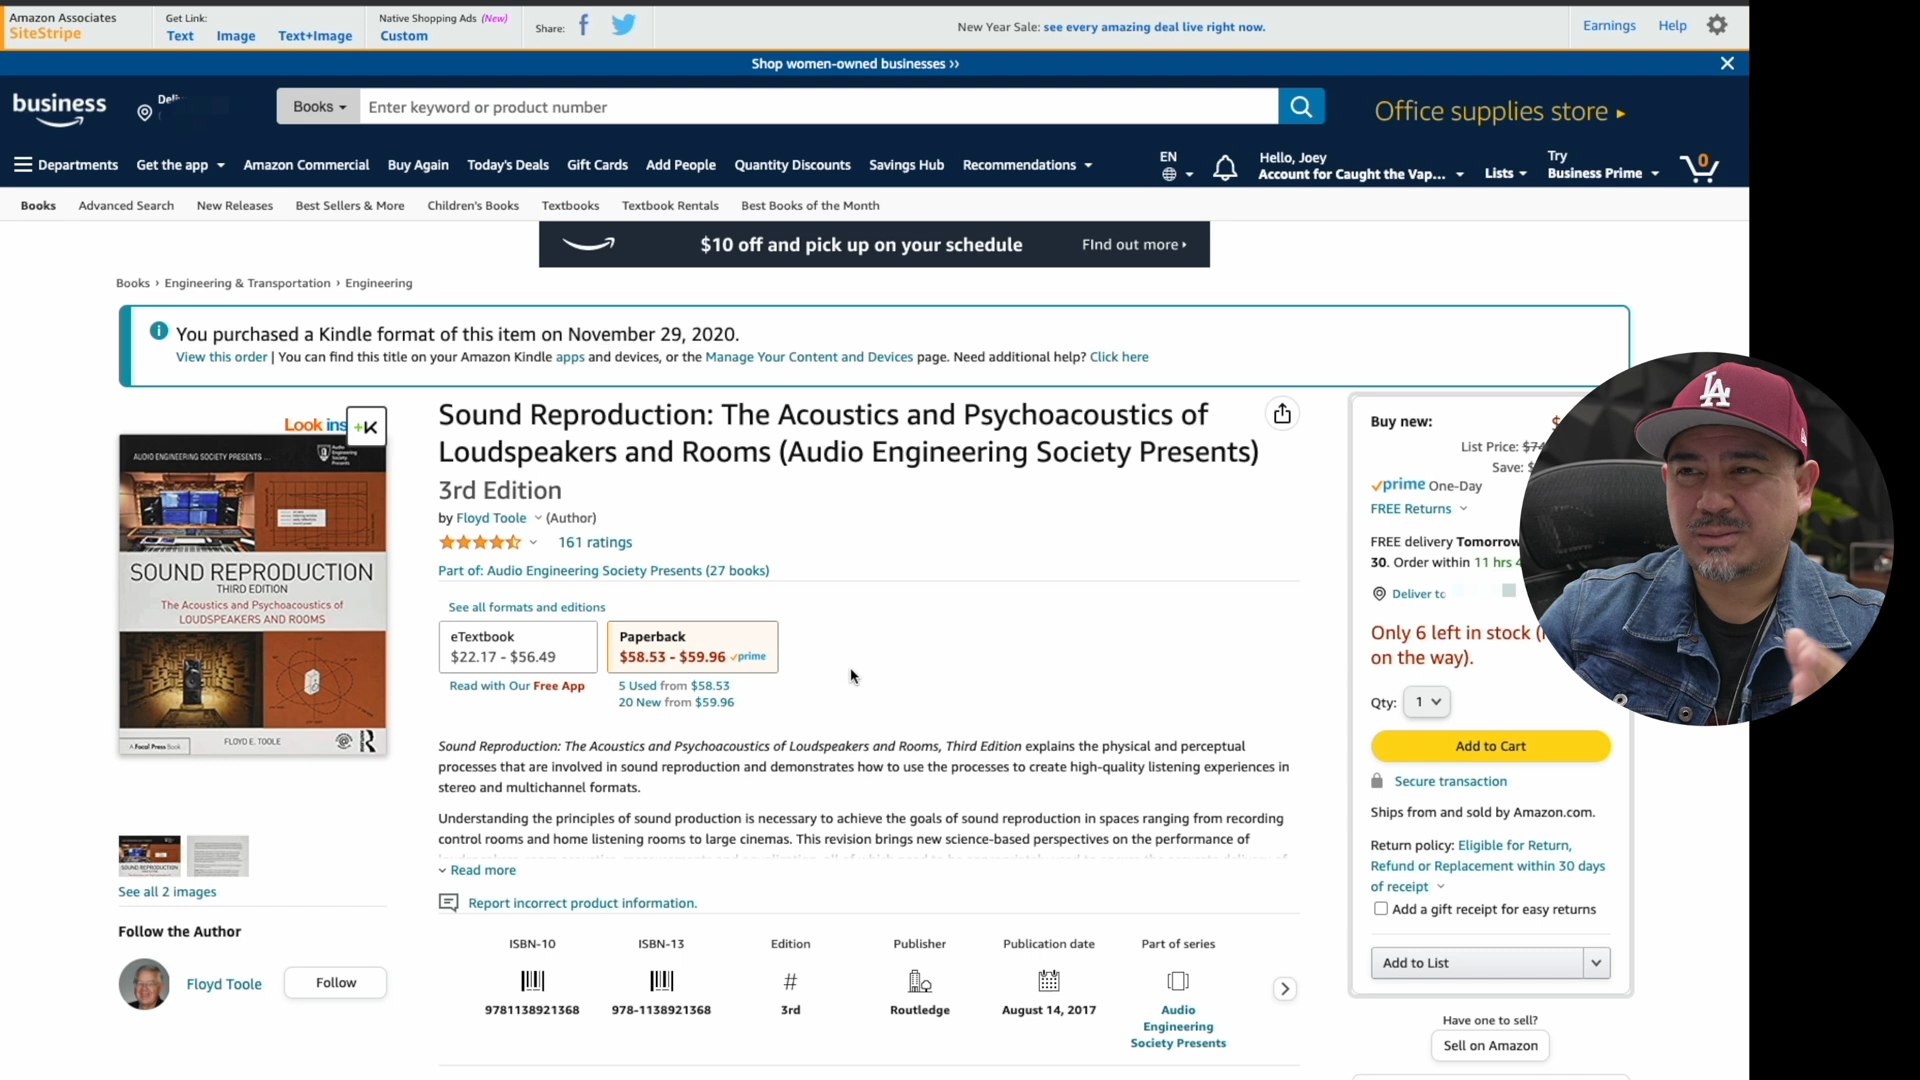 Amazon Associates
SiteStripe
Get Link:
Text Image Text+Image
Native Shopping Ads (New)
Custom
Share:
New Year Sale: see every amazing deal live right now.
Earnings Help
Shop women-owned businesses ››
business
Books
Enter keyword or product number
Office supplies store
Departments Get the app Amazon Commercial Buy Again Today's Deals Gift Cards Add People Quantity Discounts Savings Hub Recommendations
EN
Hello, Joey
Account for Caught the Vap...
Lists
Try
Business Prime
0
Books Advanced Search New Releases Best Sellers & More Children's Books Textbooks Textbook Rentals Best Books of the Month
$10 off and pick up on your schedule FInd out more
Books › Engineering & Transportation › Engineering
You purchased a Kindle format of this item on November 29, 2020.
View this order | You can find this title on your Amazon Kindle apps and devices, or the Manage Your Content and Devices page. Need additional help? Click here
Look ins
+K
AUDIO ENGINEERING SOCIETY PRESENTS ...
SOUND REPRODUCTION
THIRD EDITION
The Acoustics and Psychoacoustics of
LOUDSPEAKERS AND ROOMS
A Focal Press Book
FLOYD E. TOOLE
See all 2 images
Follow the Author
Floyd Toole
Follow
Sound Reproduction: The Acoustics and Psychoacoustics of
Loudspeakers and Rooms (Audio Engineering Society Presents)
3rd Edition
by Floyd Toole (Author)
161 ratings
Part of: Audio Engineering Society Presents (27 books)
See all formats and editions
eTextbook
$22.17 - $56.49
Read with Our Free App
Paperback
$58.53 - $59.96 prime
5 Used from $58.53
20 New from $59.96
Sound Reproduction: The Acoustics and Psychoacoustics of Loudspeakers and Rooms, Third Edition explains the physical and perceptual
processes that are involved in sound reproduction and demonstrates how to use the processes to create high-quality listening experiences in
stereo and multichannel formats.
Understanding the principles of sound production is necessary to achieve the goals of sound reproduction in spaces ranging from recording
control rooms and home listening rooms to large cinemas. This revision brings new science-based perspectives on the performance of
Read more
Report incorrect product information.
ISBN-10
9781138921368
ISBN-13
978-1138921368
Edition
#
3rd
Publisher
Routledge
Publication date
August 14, 2017
Part of series
Audio
Engineering
Society Presents
Buy new:
List Price:
Save: $
prime One-Day
FREE Returns
FREE delivery Tomorrow
30. Order within 11 hrs
Deliver to
Only 6 left in stock
on the way).
Qty: 1
Add to Cart
Secure transaction
Ships from and sold by Amazon.com.
Return policy: Eligible for Return,
Refund or Replacement within 30 days
of receipt
Add a gift receipt for easy returns
Add to List
Have one to sell?
Sell on Amazon
LA